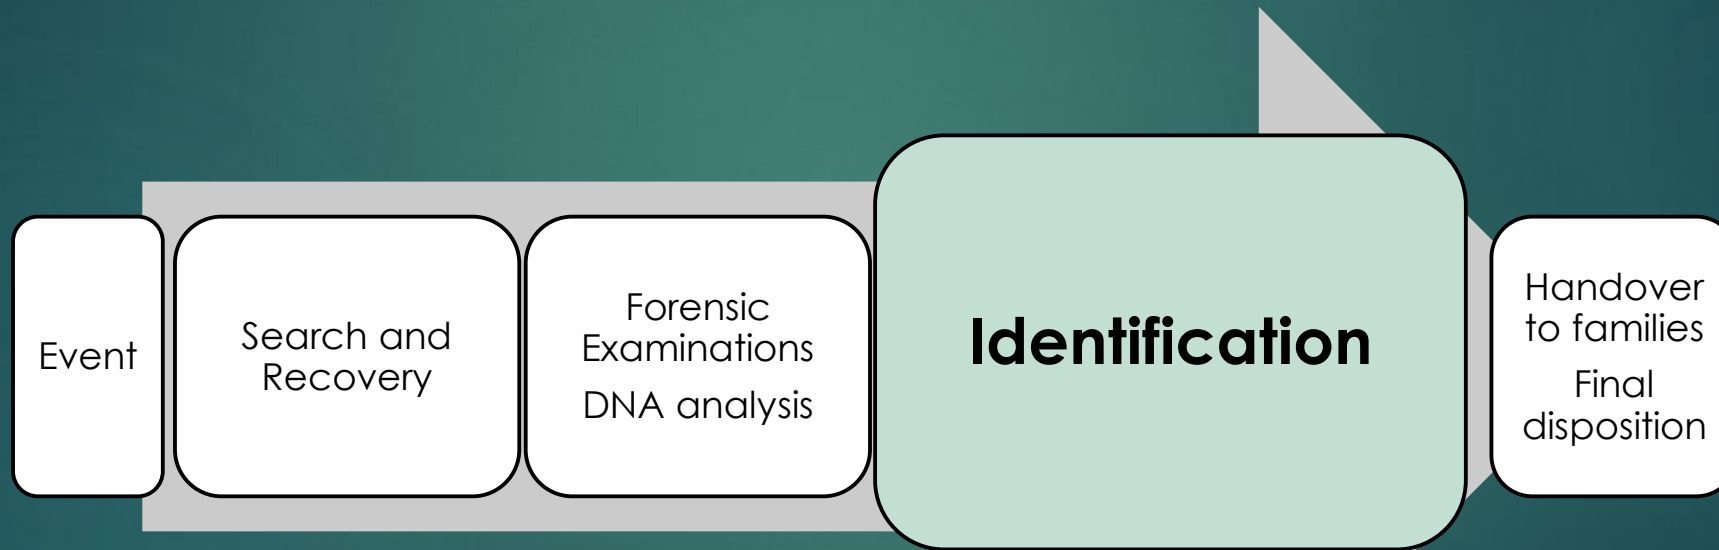 Event
Search and
Recovery
Forensic
Examinations
DNA analysis
Identification
Handover
to families
Final
disposition